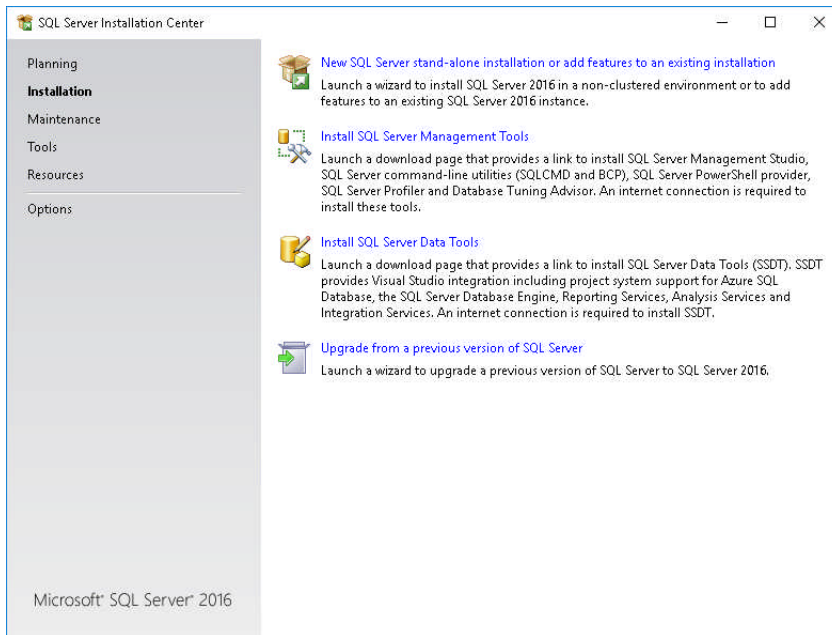 SQL Server Installation Center
Planning
Installation
Maintenance
Tools
Resources
Options
New SQL Server stand-alone installation or add features to an existing installation
Launch a wizard to install SQL Server 2016 in a non-clustered environment or to add
features to an existing SQL Server 2016 instance.
Install SQL Server Management Tools
Launch a download page that provides a link to install SQL Server Management Studio,
SQL Server command-line utilities (SQLCMD and BCP), SQL Server PowerShell provider,
SQL Server Profiler and Database Tuning Advisor. An internet connection is required to
install these tools.
Install SQL Server Data Tools
Launch a download page that provides a link to install SQL Server Data Tools (SSDT). SSDT
provides Visual Studio integration including project system support for Azure SQL
Database, the SQL Server Database Engine, Reporting Services, Analysis Services and
Integration Services. An internet connection is required to install SSDT.
Upgrade from a previous version of SQL Server
Launch a wizard to upgrade a previous version of SQL Server to SQL Server 2016.
Microsoft® SQL Server® 2016